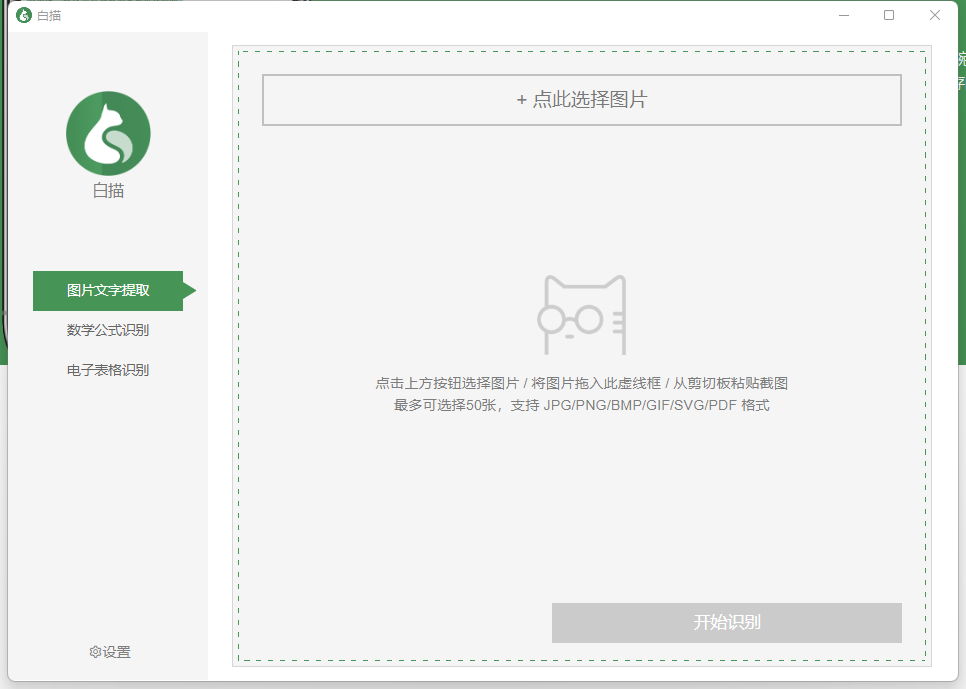 白描
白描
图片文字提取
数学公式识别
电子表格识别
设置
+ 点此选择图片
点击上方按钮选择图片 / 将图片拖入此虚线框 / 从剪切板粘贴截图
最多可选择50张，支持 JPG/PNG/BMP/GIF/SVG/PDF 格式
开始识别